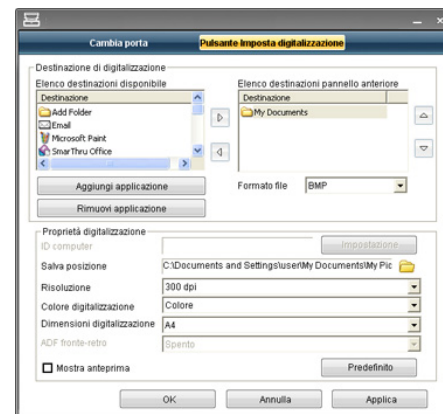 Cambia porta
Pulsante Imposta digitalizzazione
Destinazione di digitalizzazione
Elenco destinazioni disponibile
Elenco destinazioni pannello anteriore
Destinazione
Destinazione
Add Folder
My Documents
Email
Microsoft Paint
SmarThru Office
Aggiungi applicazione
Formato file
BMP
Rimuovi applicazione
Proprietà digitalizzazione
ID computer
Impostazione
Salva posizione
C:\Documents and Settings\user\My Documents\My Pic
Risoluzione
300 dpi
Colore digitalizzazione
Colore
Dimensioni digitalizzazione
A4
ADF fronte-retro
Spento
Mostra anteprima
Predefinito
OK
Annulla
Applica